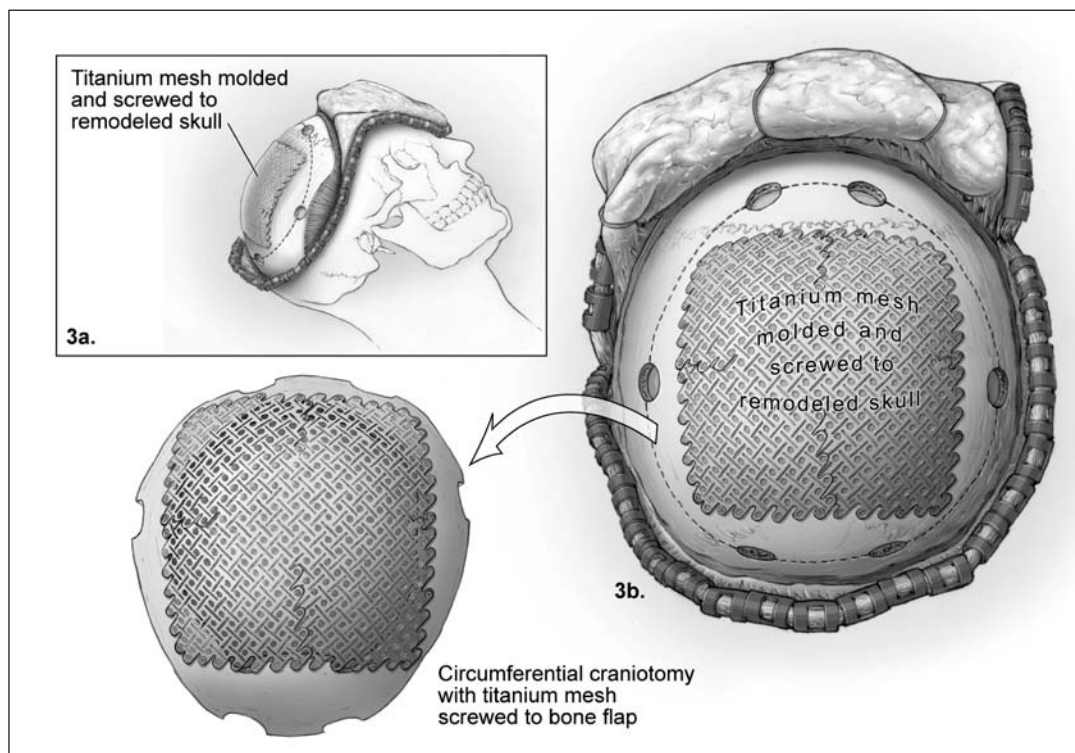 Titanium mesh molded
and screwed to
remodeled skull
3a.
Titanium mesh
molded and
screwed to
remodeled skull
3b.
Circumferential craniotomy
with titanium mesh
screwed to bone flap